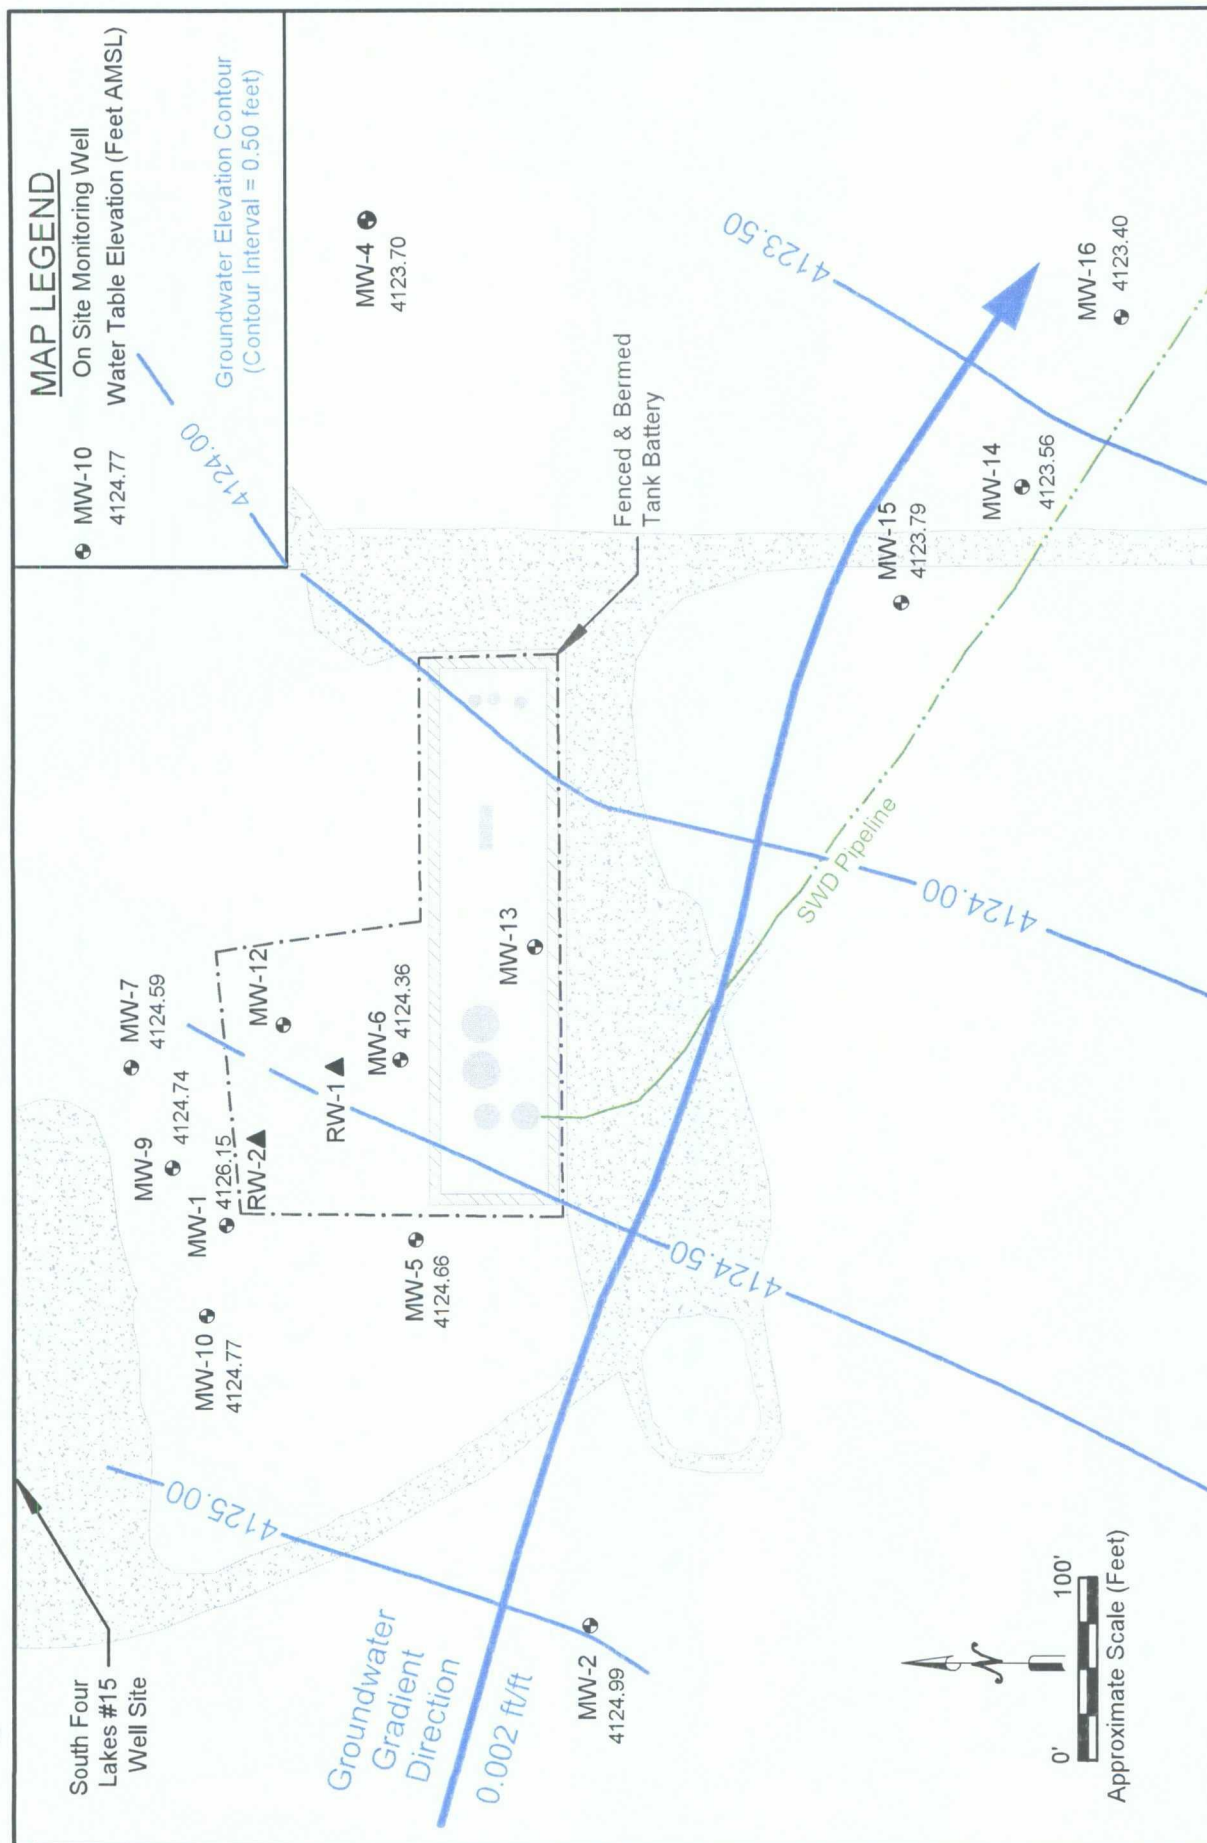 MAP LEGEND
MW-10
On Site Monitoring Well
4124.77
Water Table Elevation (Feet AMSL)
4124.00
Groundwater Elevation Contour
(Contour Interval = 0.50 feet)
South Four
Lakes #15
Well Site
MW-7
4124.59
MW-9
4124.74
MW-1
4126.15
RW-2
MW-12
MW-10
4124.77
RW-1
MW-6
4124.36
MW-4
4123.70
MW-5
4124.66
4125.00
MW-13
Fenced & Bermed
Tank Battery
Groundwater
Gradient
Direction
0.002 ft/ft
MW-2
4124.99
4124.50
4123.50
SWD Pipeline
MW-15
4123.79
4124.00
MW-14
4123.56
MW-16
4123.40
N
0'
100'
Approximate Scale (Feet)